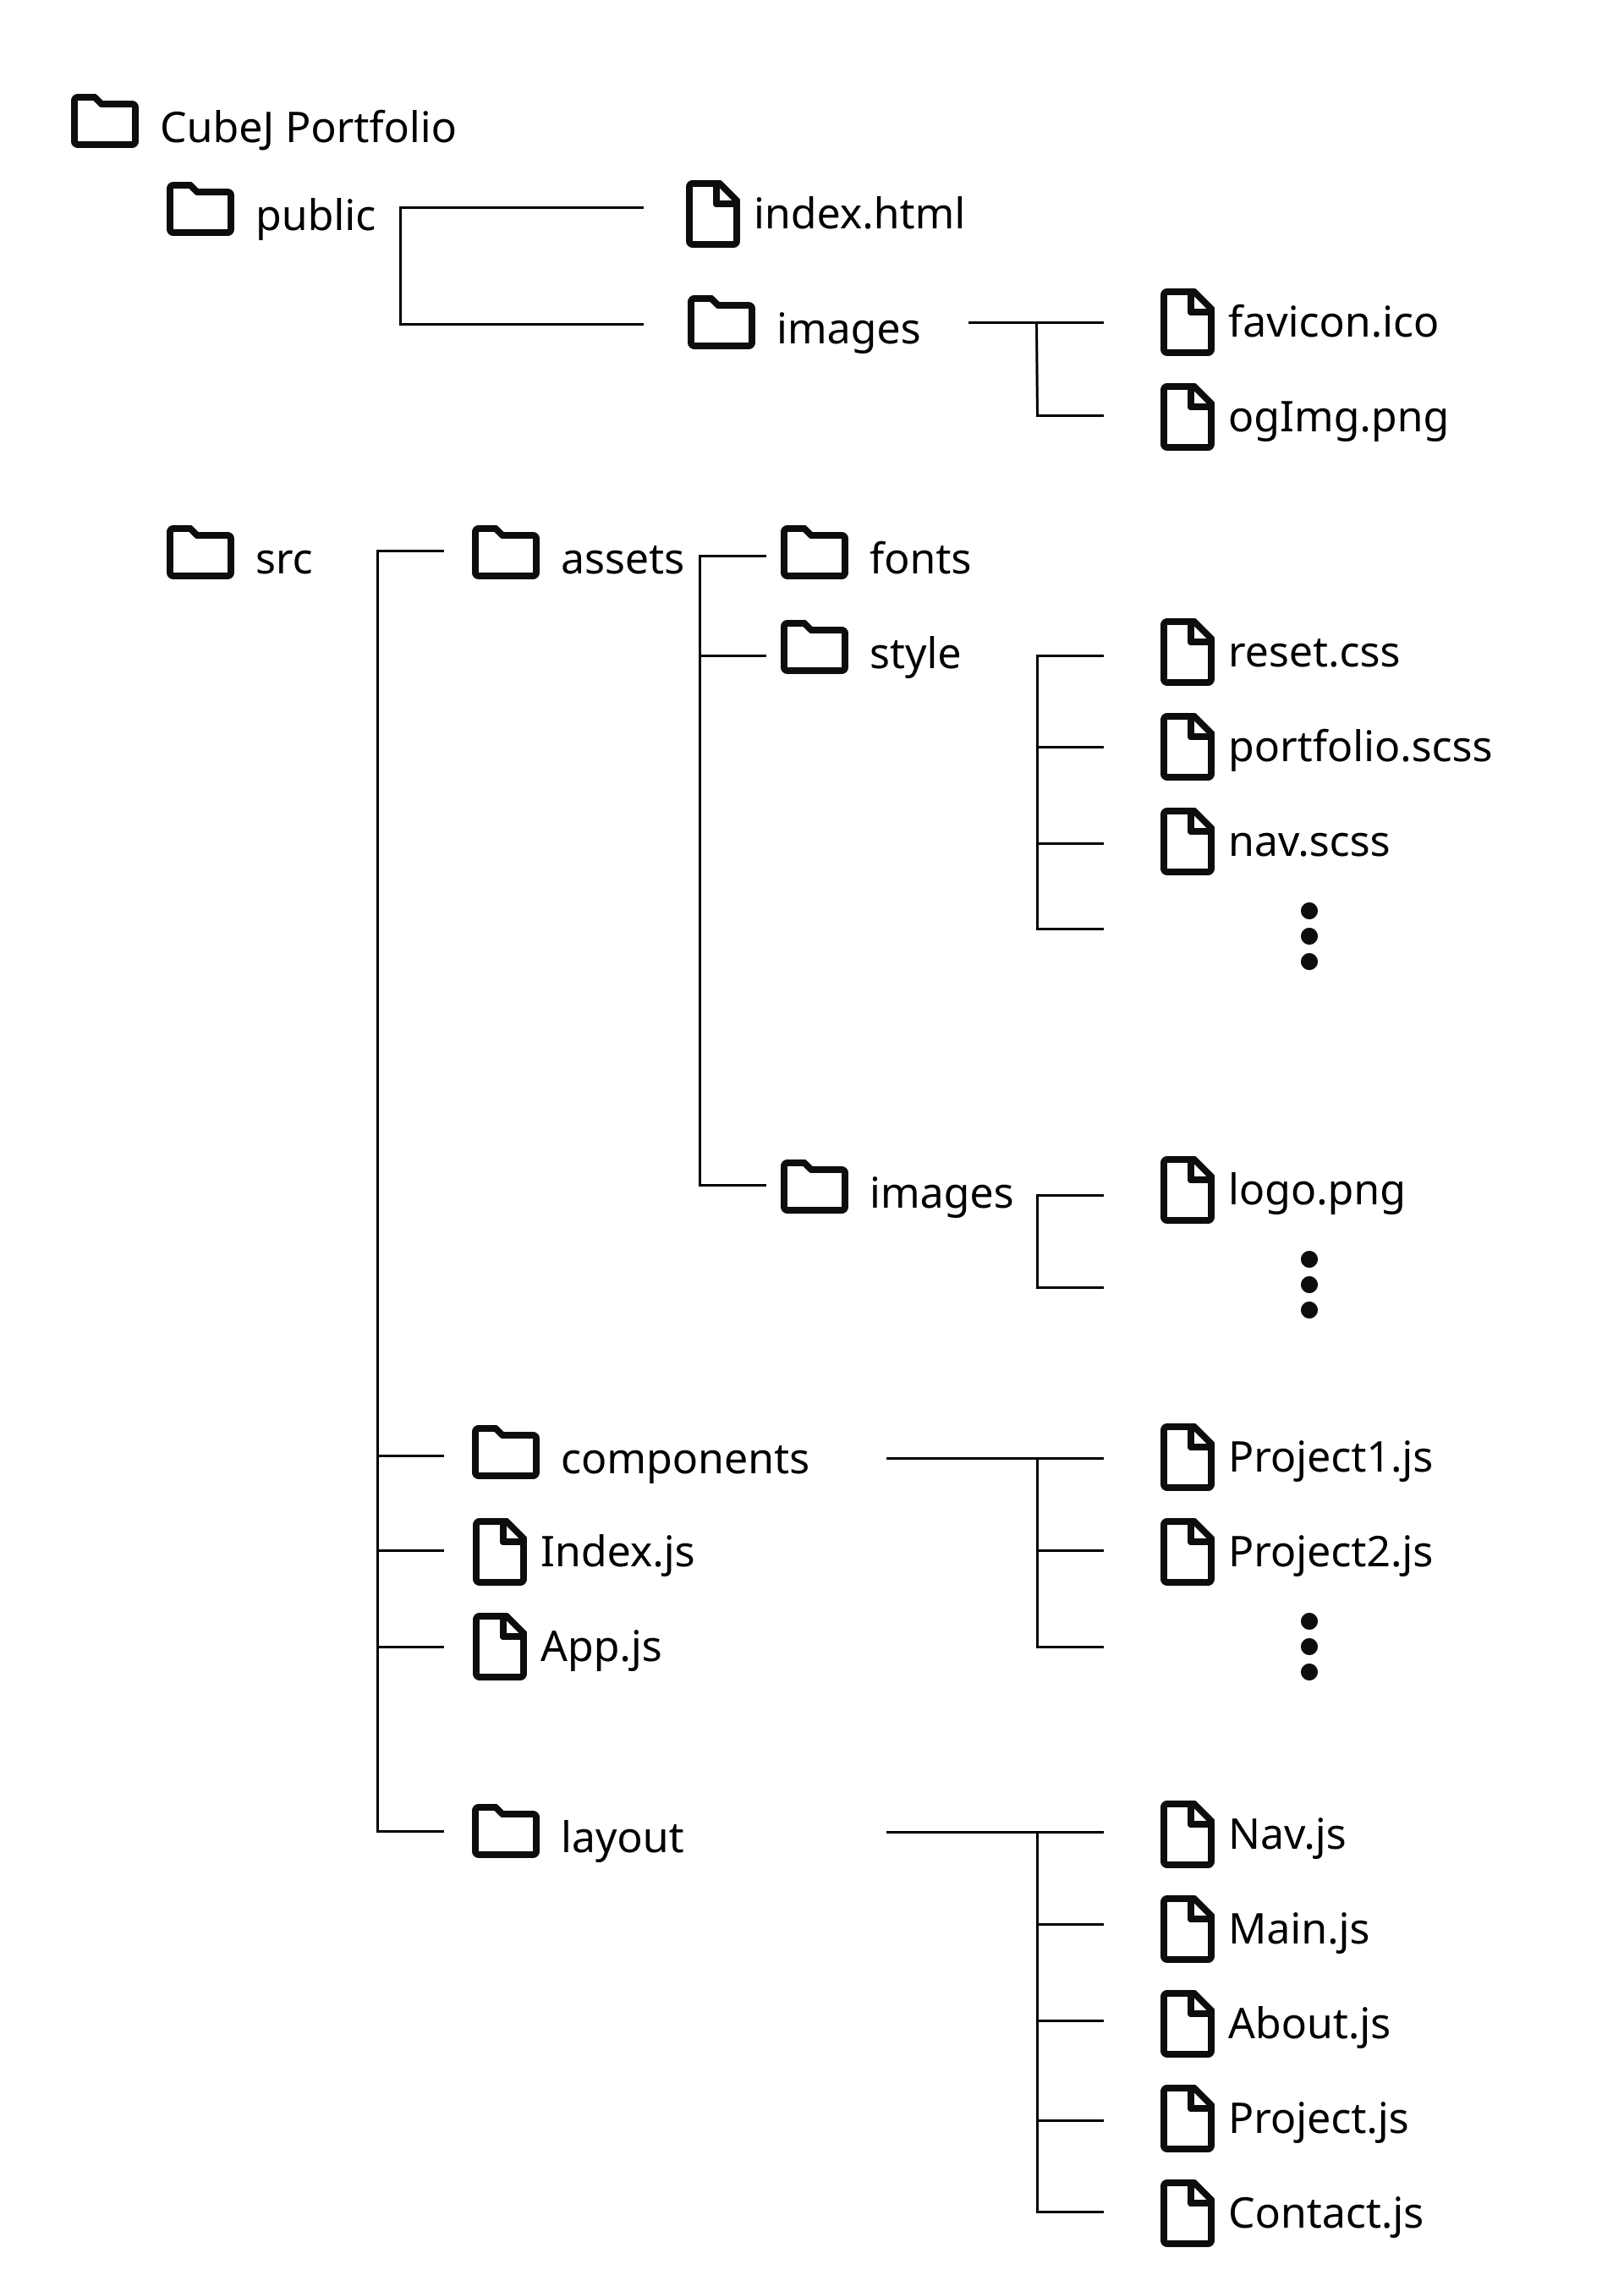 CubeJ Portfolio
public
index.html
images
favicon.ico
ogImg.png
src
assets
fonts
style
reset.css
portfolio.scss
nav.scss
images
logo.png
components
Project1.js
Index.js
Project2.js
App.js
layout
Nav.js
Main.js
About.js
Project.js
Contact.js